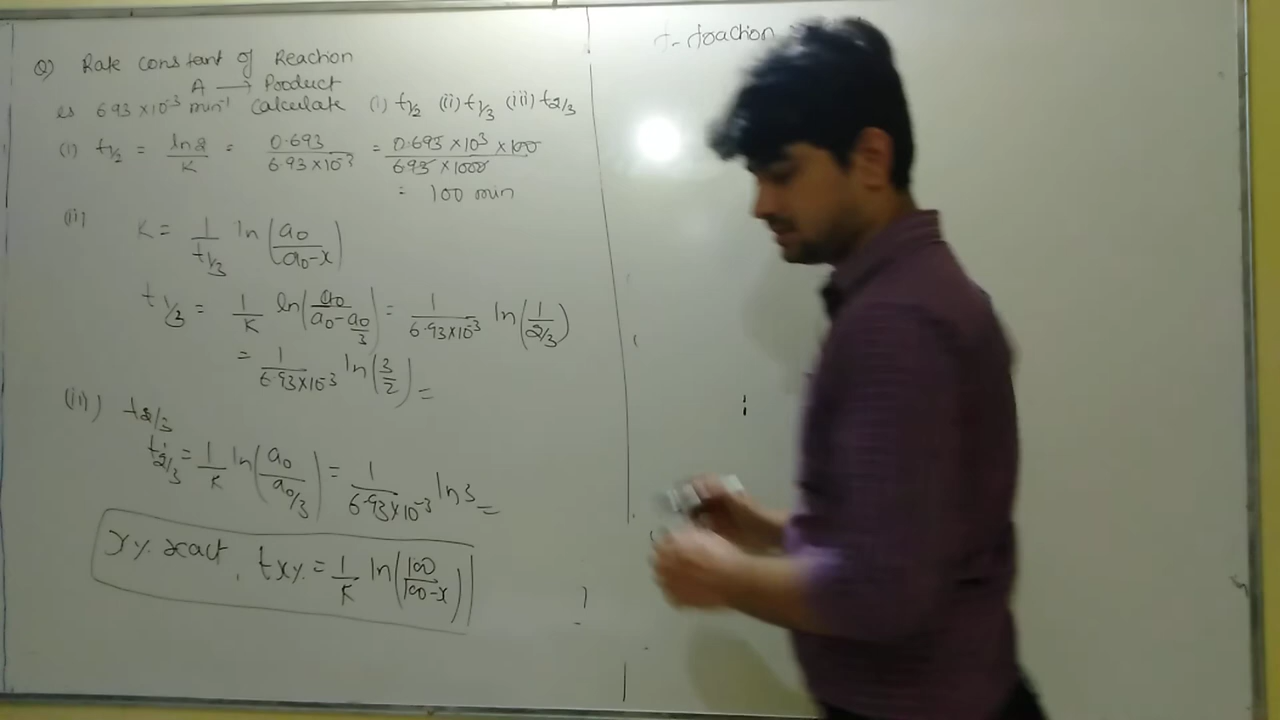 Q) Rate constant of Reaction
A → Product
is 6.93 ×10⁻³ min⁻¹ Calculate (i) t1/2 (ii) t1/3 (iii) t2/3
(i) t1/2 = ln2/K = 0.693/6.93×10⁻³ = 0.693 ×10³ ×100/693 ×1000
= 100 min
(ii)
K = 1/t1/3 ln(a0/a0-x)
t1/3 = 1/K ln(a0/a0-a0/3) = 1/6.93×10⁻³ ln(1/2/3)
= 1/6.93×10⁻³ ln(3/2) =
(iii) t2/3
t2/3 = 1/K ln(a0/a0/3) = 1/6.93×10⁻³ ln3 =
x% react, tx% = 1/K ln(100/100-x)